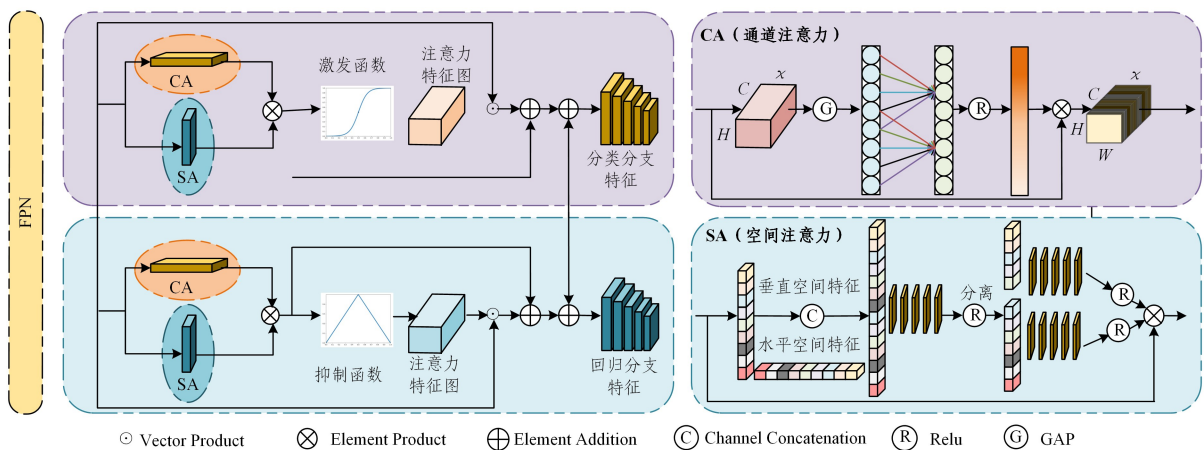 FPN
CA
SA
激发函数
注意力
特征图
分类分支
特征
CA
SA
抑制函数
注意力
特征图
回归分支
特征
CA（通道注意力）
C
x
H
G
R
x
C
H
W
SA（空间注意力）
垂直空间特征
C
水平空间特征
分离
R
R
R
Vector Product
Element Product
Element Addition
C Channel Concatenation
R Relu
G GAP